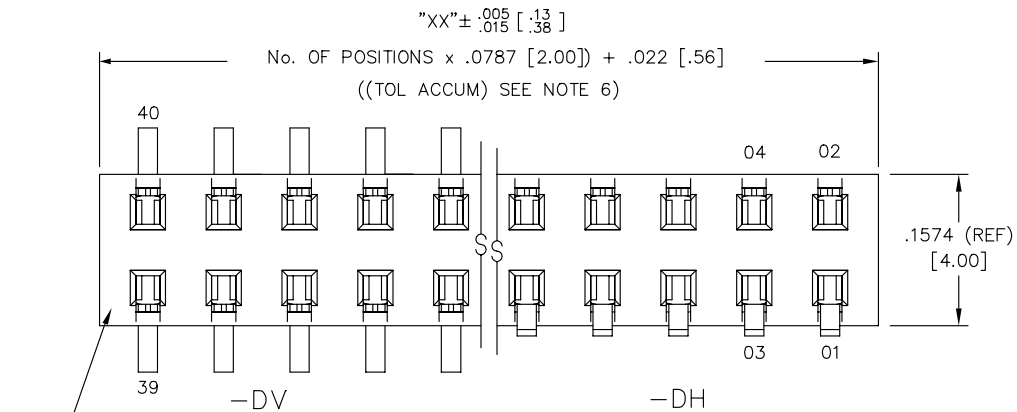 "XX"± .005 .015 [ .13 .38 ]
No. OF POSITIONS x .0787 [2.00]) + .022 [.56]
((TOL ACCUM) SEE NOTE 6)
40
04 02
.1574 (REF)
[4.00]
S S
03 01
39
-DV -DH